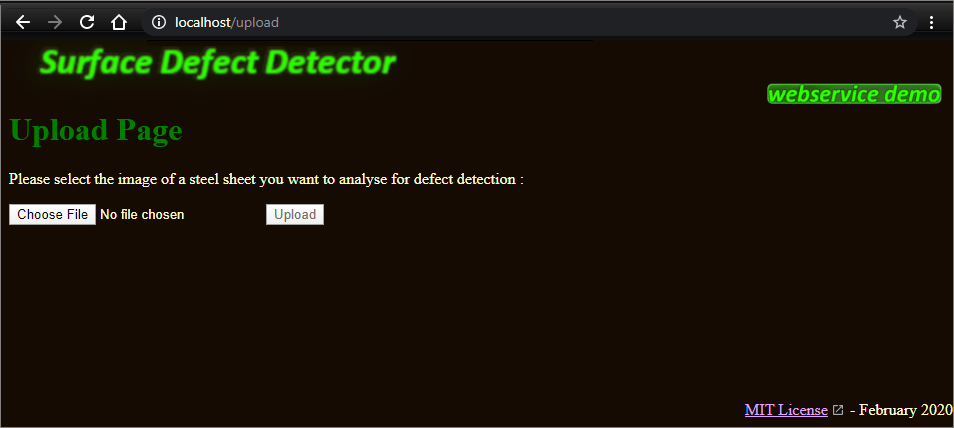 localhost/upload
Surface Defect Detector
webservice demo
Upload Page
Please select the image of a steel sheet you want to analyse for defect detection :
Choose File No file chosen Upload
MIT License - February 2020